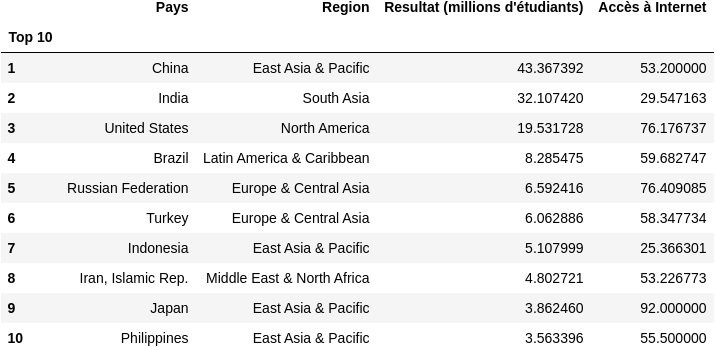 Pays Region Resultat (millions d'étudiants) Accès à Internet
Top 10
1 China East Asia & Pacific 43.367392 53.200000
2 India South Asia 32.107420 29.547163
3 United States North America 19.531728 76.176737
4 Brazil Latin America & Caribbean 8.285475 59.682747
5 Russian Federation Europe & Central Asia 6.592416 76.409085
6 Turkey Europe & Central Asia 6.062886 58.347734
7 Indonesia East Asia & Pacific 5.107999 25.366301
8 Iran, Islamic Rep. Middle East & North Africa 4.802721 53.226773
9 Japan East Asia & Pacific 3.862460 92.000000
10 Philippines East Asia & Pacific 3.563396 55.500000